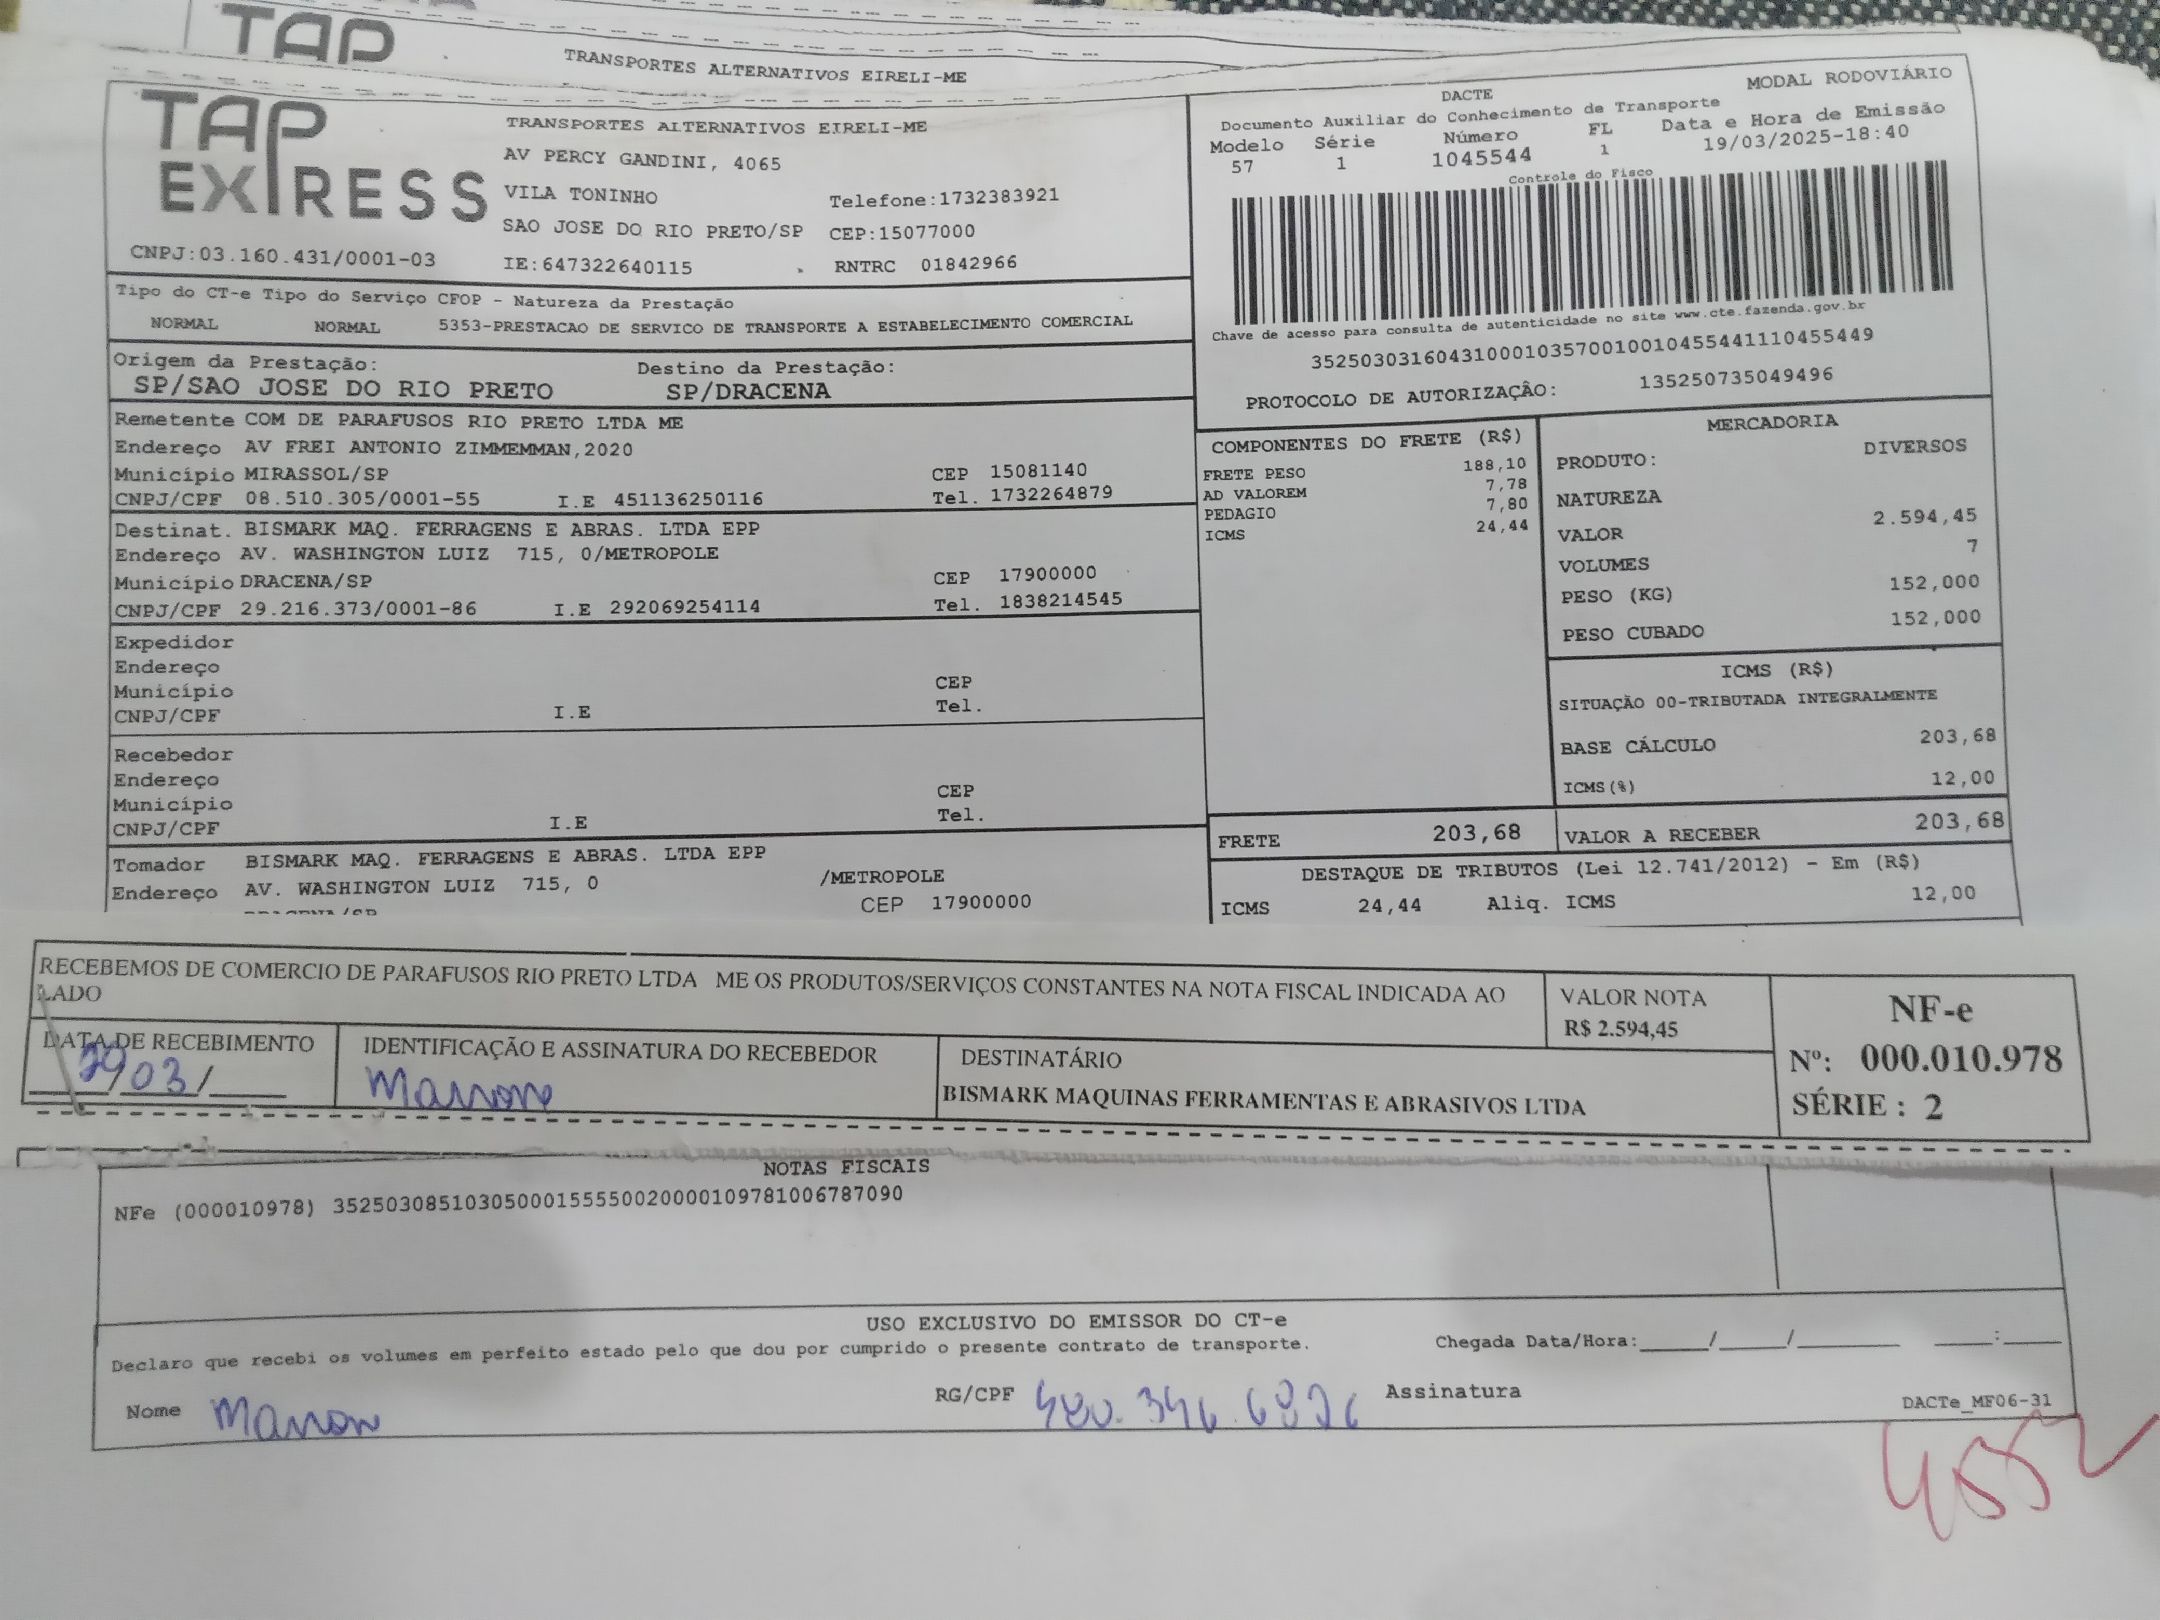 TAP
TRANSPORTES ALTERNATIVOS EIRELI-ME
TAP EXPRESS
TRANSPORTES ALTERNATIVOS EIRELI-ME
AV PERCY GANDINI, 4065
VILA TONINHO Telefone:1732383921
SAO JOSE DO RIO PRETO/SP CEP:15077000
CNPJ:03.160.431/0001-03 IE:647322640115 RNTRC 01842966
DACTE MODAL RODOVIÁRIO
Documento Auxiliar do Conhecimento de Transporte
Modelo Série Número FL Data e Hora de Emissão
57 1 1045544 1 19/03/2025-18:40
Controle do Fisco
Chave de acesso para consulta de autenticidade no site www.cte.fazenda.gov.br
35250303160431000103570010010455441110455449
PROTOCOLO DE AUTORIZAÇÃO: 135250735049496
Tipo do CT-e Tipo do Serviço CFOP - Natureza da Prestação
NORMAL NORMAL 5353-PRESTACAO DE SERVICO DE TRANSPORTE A ESTABELECIMENTO COMERCIAL
Origem da Prestação: Destino da Prestação:
SP/SAO JOSE DO RIO PRETO SP/DRACENA
Remetente COM DE PARAFUSOS RIO PRETO LTDA ME
Endereço AV FREI ANTONIO ZIMMEMMAN,2020
Município MIRASSOL/SP CEP 15081140
CNPJ/CPF 08.510.305/0001-55 I.E 451136250116 Tel. 1732264879
Destinat. BISMARK MAQ. FERRAGENS E ABRAS. LTDA EPP
Endereço AV. WASHINGTON LUIZ 715, 0/METROPOLE
Município DRACENA/SP CEP 17900000
CNPJ/CPF 29.216.373/0001-86 I.E 292069254114 Tel. 1838214545
Expedidor
Endereço
Município CEP
CNPJ/CPF I.E Tel.
Recebedor
Endereço
Município CEP
CNPJ/CPF I.E Tel.
Tomador BISMARK MAQ. FERRAGENS E ABRAS. LTDA EPP
Endereço AV. WASHINGTON LUIZ 715, 0 /METROPOLE
CEP 17900000
COMPONENTES DO FRETE (R$)
FRETE PESO 188,10
AD VALOREM 7,78
PEDAGIO 7,80
ICMS 24,44
MERCADORIA
PRODUTO: DIVERSOS
NATUREZA
VALOR 2.594,45
VOLUMES 7
PESO (KG) 152,000
PESO CUBADO 152,000
ICMS (R$)
SITUAÇÃO 00-TRIBUTADA INTEGRALMENTE
BASE CÁLCULO 203,68
ICMS(%) 12,00
FRETE 203,68 VALOR A RECEBER 203,68
DESTAQUE DE TRIBUTOS (Lei 12.741/2012) - Em (R$)
ICMS 24,44 Aliq. ICMS 12,00
RECEBEMOS DE COMERCIO DE PARAFUSOS RIO PRETO LTDA ME OS PRODUTOS/SERVIÇOS CONSTANTES NA NOTA FISCAL INDICADA AO
LADO
VALOR NOTA
R$ 2.594,45
NF-e
Nº: 000.010.978
SÉRIE : 2
DATA DE RECEBIMENTO
03/
IDENTIFICAÇÃO E ASSINATURA DO RECEBEDOR
DESTINATÁRIO
BISMARK MAQUINAS FERRAMENTAS E ABRASIVOS LTDA
NOTAS FISCAIS
NFe (000010978) 35250308510305000155550020000109781006787090
USO EXCLUSIVO DO EMISSOR DO CT-e
Declaro que recebi os volumes em perfeito estado pelo que dou por cumprido o presente contrato de transporte.
Chegada Data/Hora:_____/_____/________ _____:_____
Nome RG/CPF Assinatura
DACTe_MF06-31